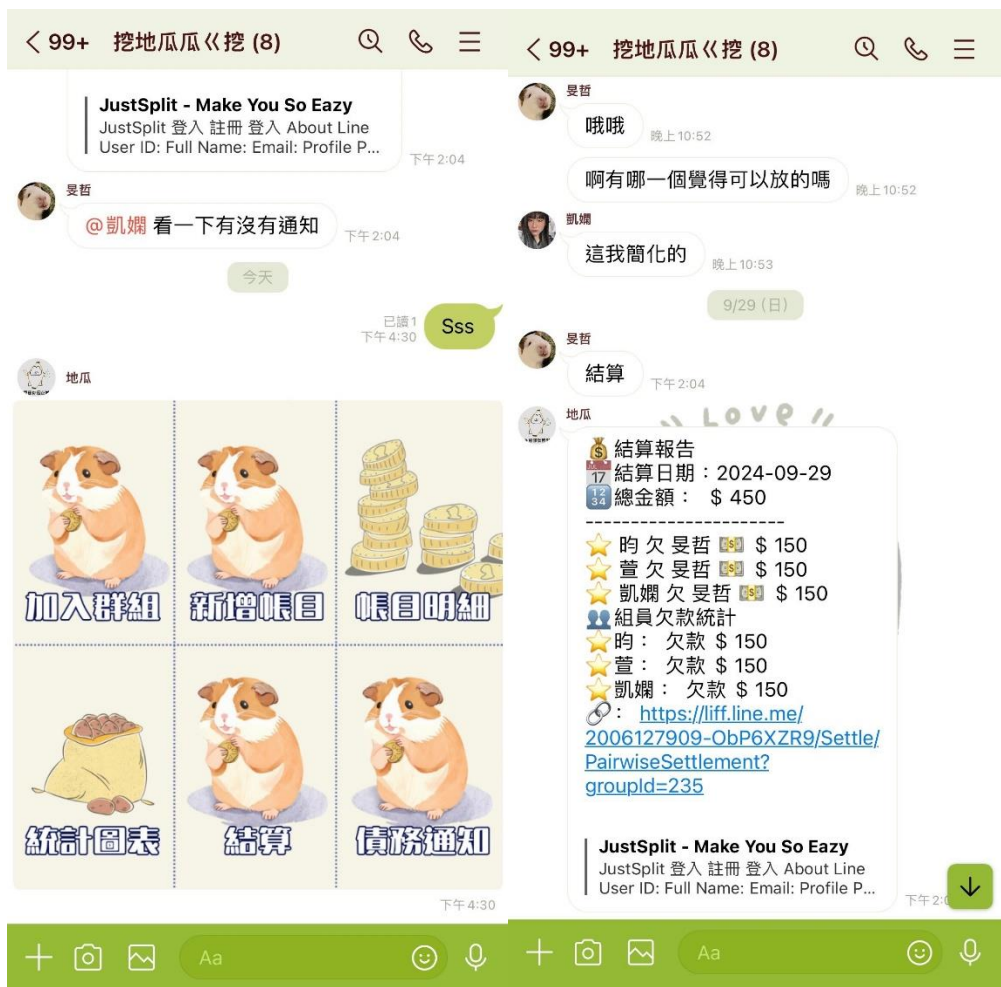 99+ 挖地瓜瓜ㄍ挖 (8)
JustSplit - Make You So Eazy
JustSplit 登入 註冊 登入 About Line
User ID: Full Name: Email: Profile P...
下午2:04
旻哲
@凱嫻 看一下有沒有通知
下午2:04
今天
已讀1
下午4:30
Sss
地瓜
加入群組
新增帳目
帳目明細
統計圖表
結算
債務通知
下午4:30
Aa
99+ 挖地瓜瓜ㄍ挖 (8)
旻哲
哦哦
晚上10:52
啊有哪一個覺得可以放的嗎
晚上10:52
凱嫻
這我簡化的
晚上10:53
9/29 (日)
旻哲
結算
下午2:04
LOVE
地瓜
💰結算報告
📅結算日期：2024-09-29
🔢總金額： $ 450
----------------------
⭐ 昀 欠 旻哲 💵 $ 150
⭐ 萱 欠 旻哲 💵 $ 150
⭐ 凱嫻 欠 旻哲 💵 $ 150
👥組員欠款統計
⭐昀： 欠款 $ 150
⭐萱： 欠款 $ 150
⭐凱嫻： 欠款 $ 150
🔗： https://liff.line.me/
2006127909-ObP6XZR9/Settle/
PairwiseSettlement?
groupId=235
JustSplit - Make You So Eazy
JustSplit 登入 註冊 登入 About Line
User ID: Full Name: Email: Profile P...
下午2:0
Aa